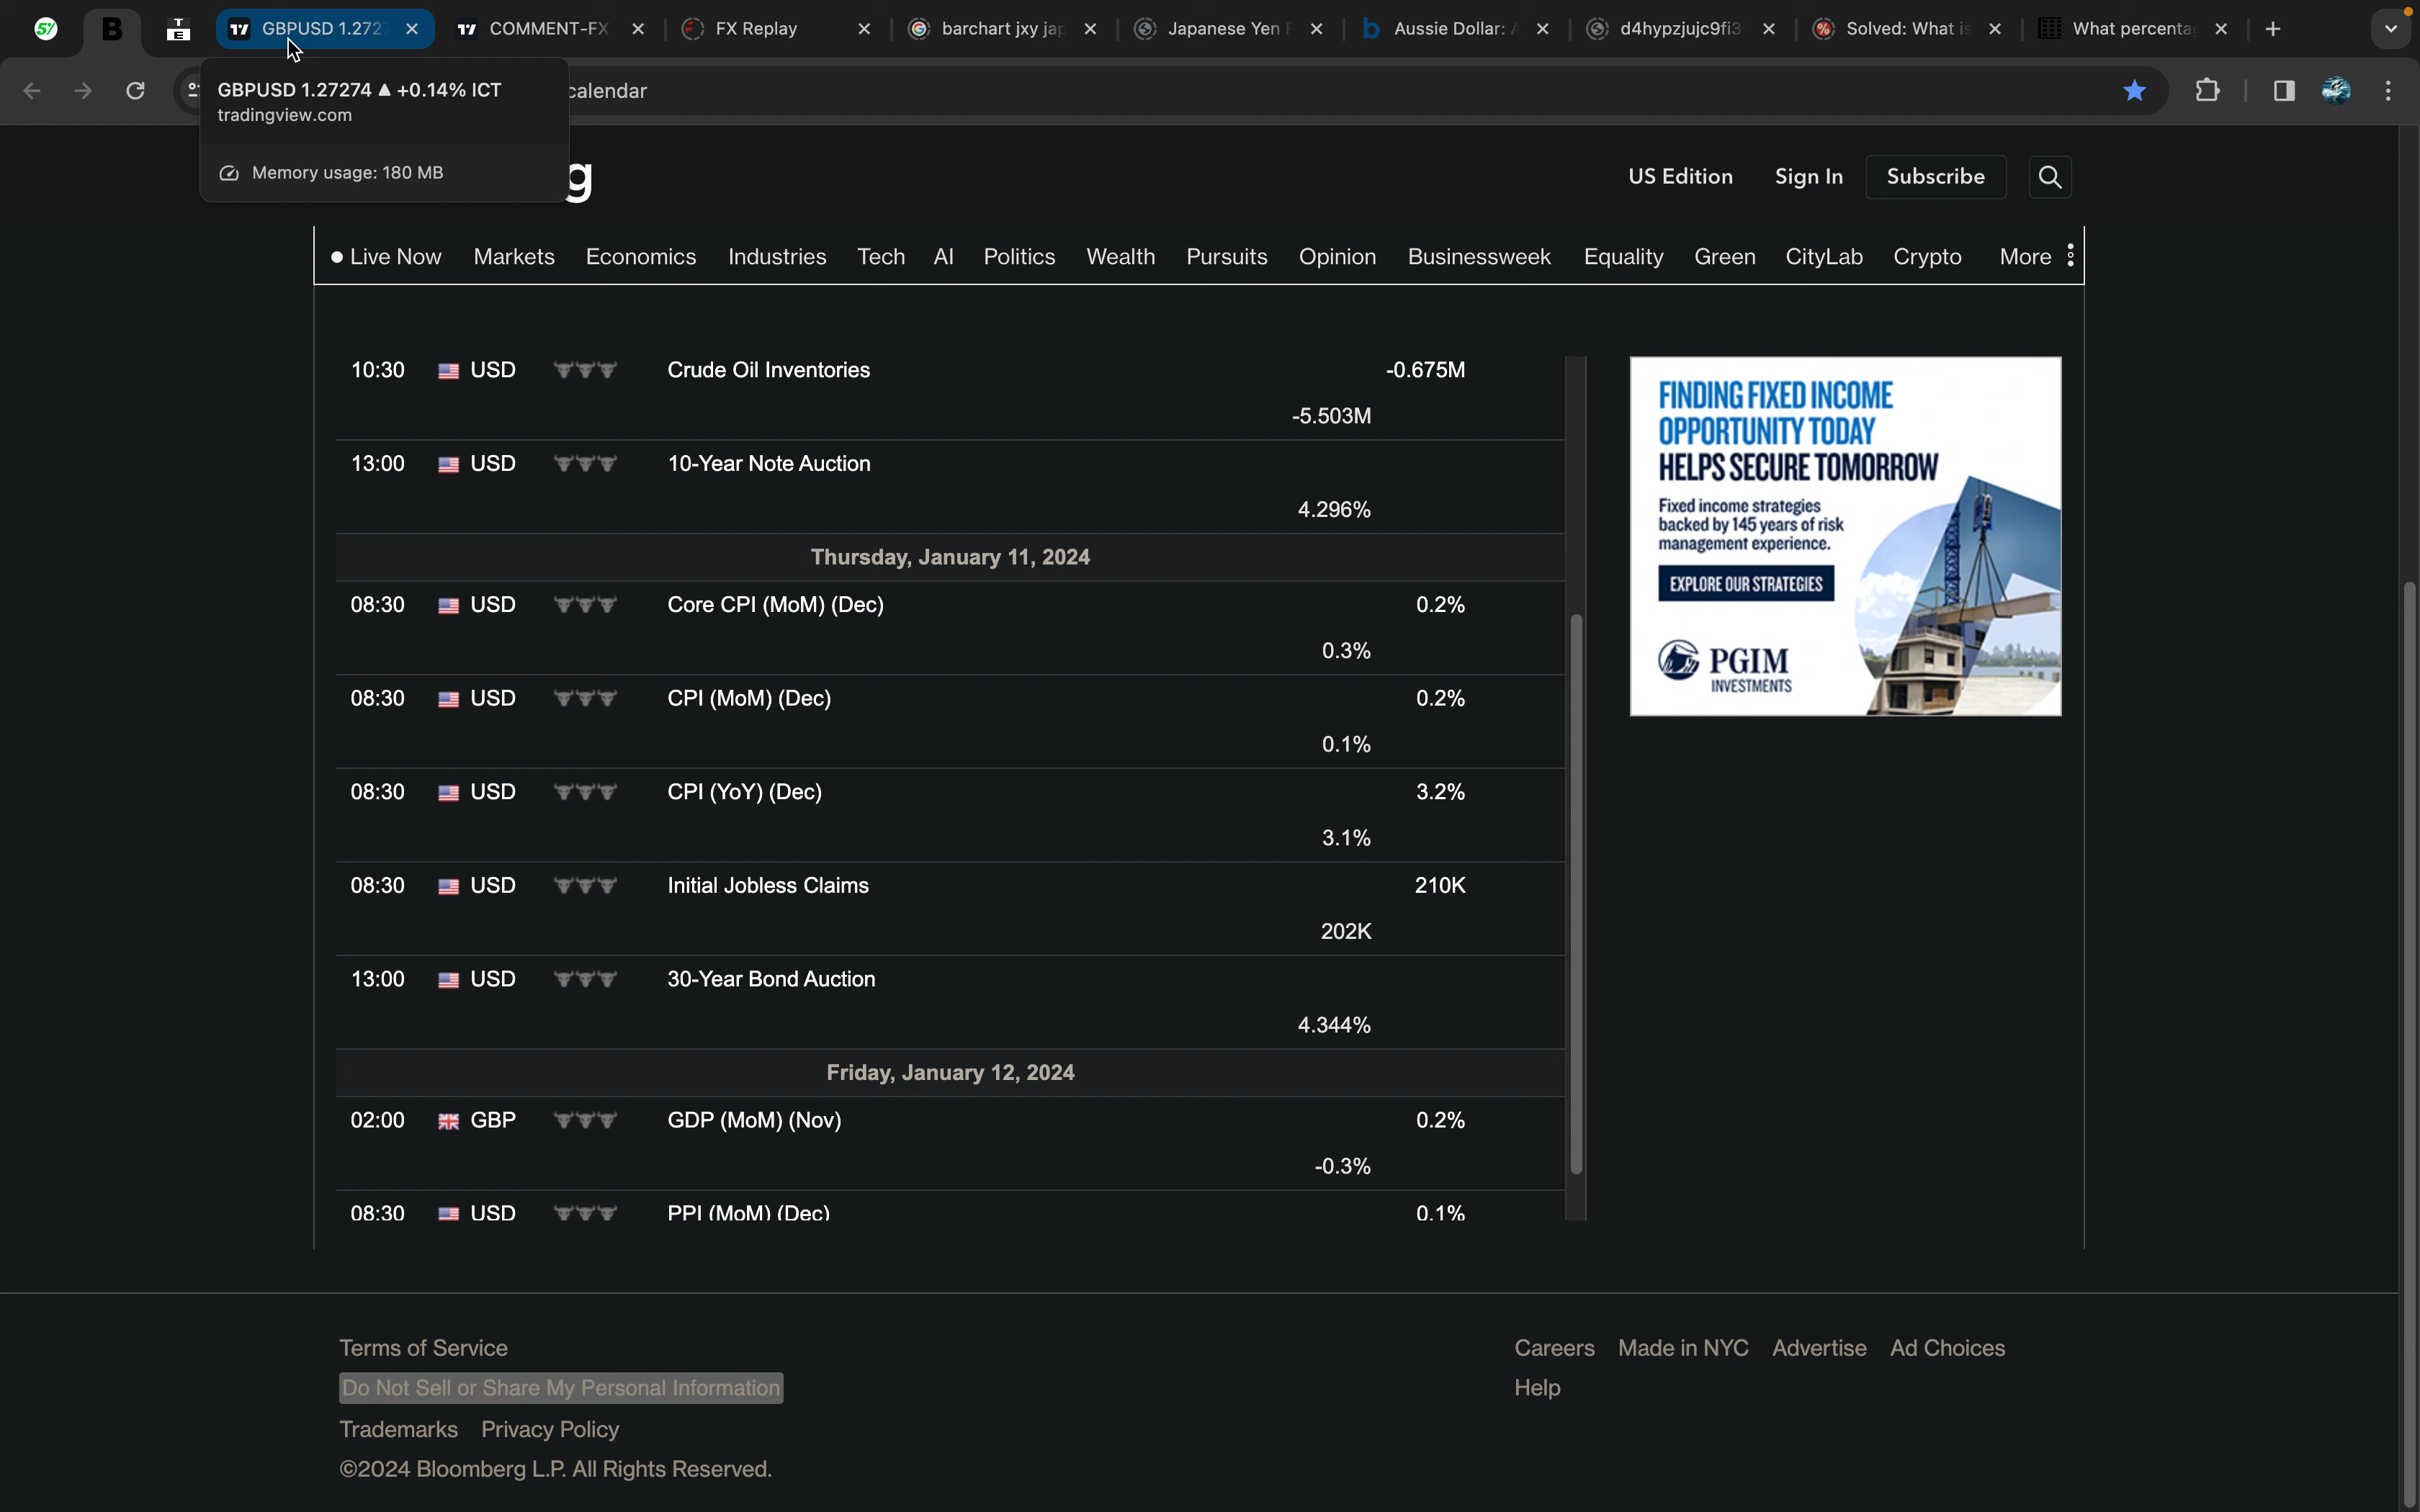 GBPUSD 1.272
COMMENT-FX
FX Replay
barchart jxy jap
Japanese Yen F
Aussie Dollar: A
d4hypzjujc9fi3
Solved: What is
What percenta
GBPUSD 1.27274 ▲ +0.14% ICT
tradingview.com
Memory usage: 180 MB
calendar
g
US Edition
Sign In
Subscribe
Live Now Markets Economics Industries Tech AI Politics Wealth Pursuits Opinion Businessweek Equality Green CityLab Crypto More
10:30 USD Crude Oil Inventories -0.675M
-5.503M
13:00 USD 10-Year Note Auction
4.296%
Thursday, January 11, 2024
08:30 USD Core CPI (MoM) (Dec) 0.2%
0.3%
08:30 USD CPI (MoM) (Dec) 0.2%
0.1%
08:30 USD CPI (YoY) (Dec) 3.2%
3.1%
08:30 USD Initial Jobless Claims 210K
202K
13:00 USD 30-Year Bond Auction
4.344%
Friday, January 12, 2024
02:00 GBP GDP (MoM) (Nov) 0.2%
-0.3%
08:30 USD PPI (MoM) (Dec) 0.1%
FINDING FIXED INCOME
OPPORTUNITY TODAY
HELPS SECURE TOMORROW
Fixed income strategies
backed by 145 years of risk
management experience.
EXPLORE OUR STRATEGIES
PGIM
INVESTMENTS
Terms of Service
Do Not Sell or Share My Personal Information
Trademarks Privacy Policy
©2024 Bloomberg L.P. All Rights Reserved.
Careers Made in NYC Advertise Ad Choices
Help